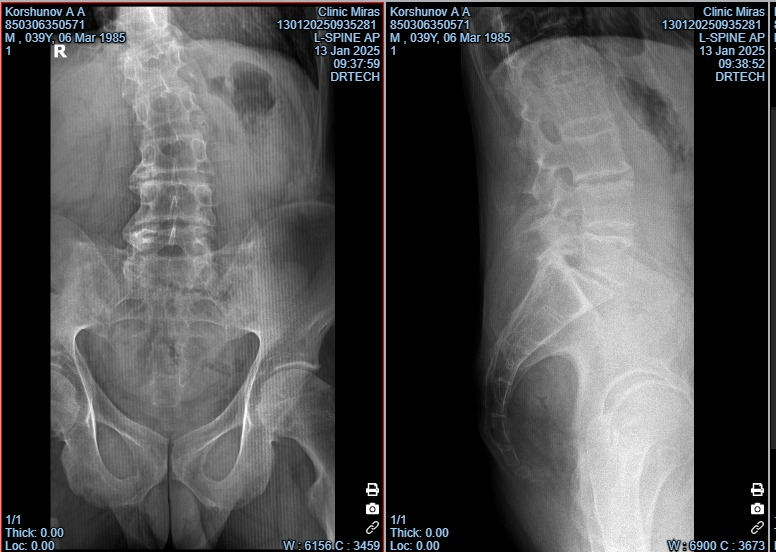 Korshunov A A
850306350571
M , 039Y, 06 Mar 1985
1
R
Clinic Miras
130120250935281
L-SPINE AP
13 Jan 2025
09:37:59
DRTECH
1/1
Thick: 0.00
Loc: 0.00
W : 6156 C : 3459
Korshunov A A
850306350571
M , 039Y, 06 Mar 1985
1
Clinic Miras
130120250935281
L-SPINE AP
13 Jan 2025
09:38:52
DRTECH
1/1
Thick: 0.00
Loc: 0.00
W : 6900 C : 3673